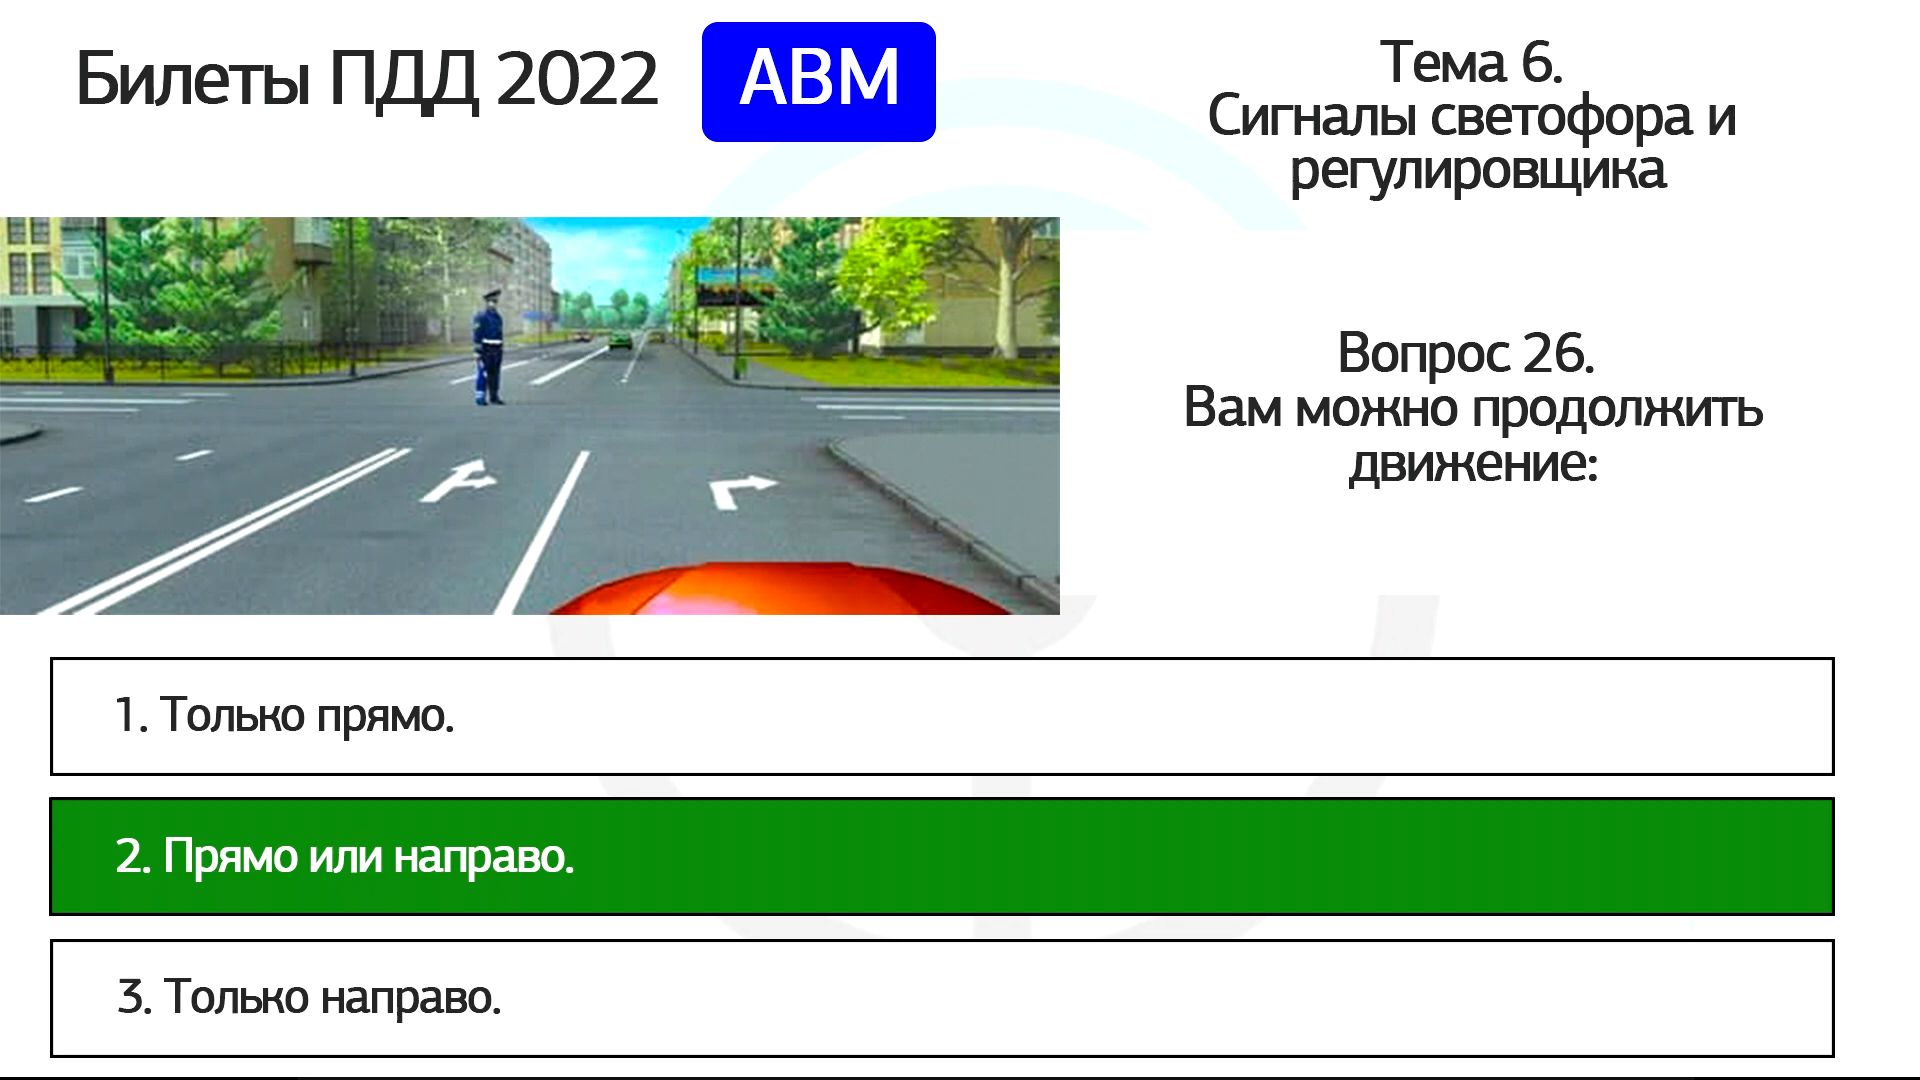 Билеты ПДД 2022
АВМ
Тема 6.
Сигналы светофора и
регулировщика
Вопрос 26.
Вам можно продолжить
движение:
1. Только прямо.
2. Прямо или направо.
3. Только направо.